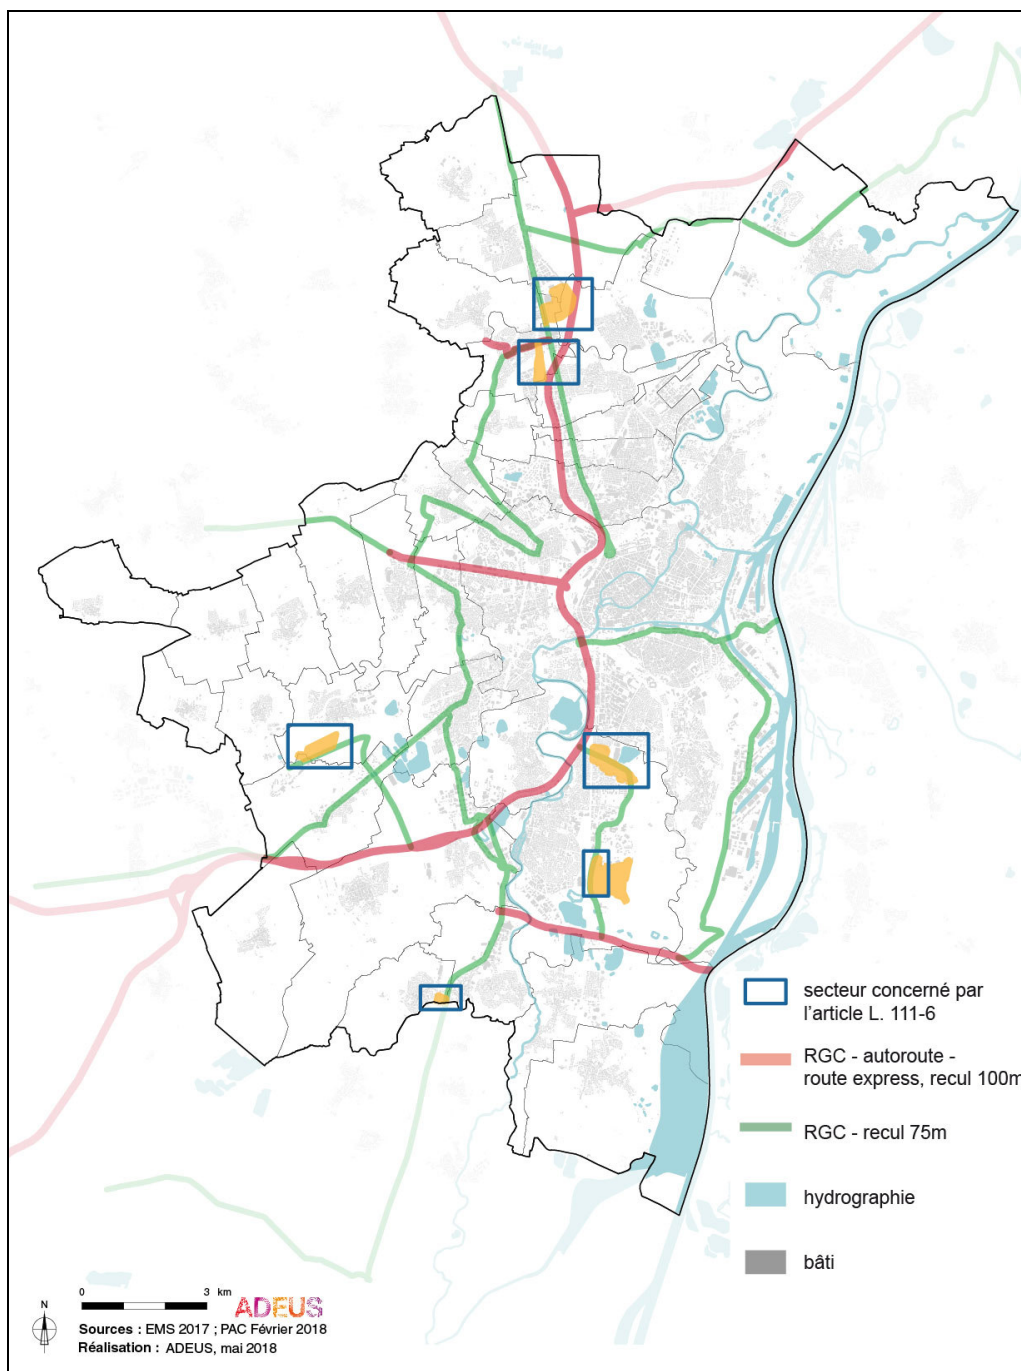 secteur concerné par
l'article L. 111-6
RGC - autoroute -
route express, recul 100m
RGC - recul 75m
hydrographie
bâti
0 3 km
N
ADEUS
Sources : EMS 2017 ; PAC Février 2018
Réalisation : ADEUS, mai 2018